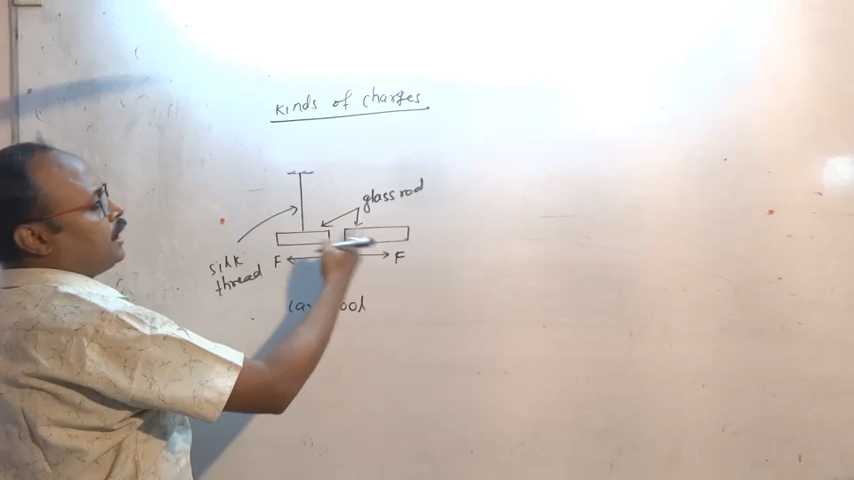 Kinds of charges
glass rod
silk
thread
F F